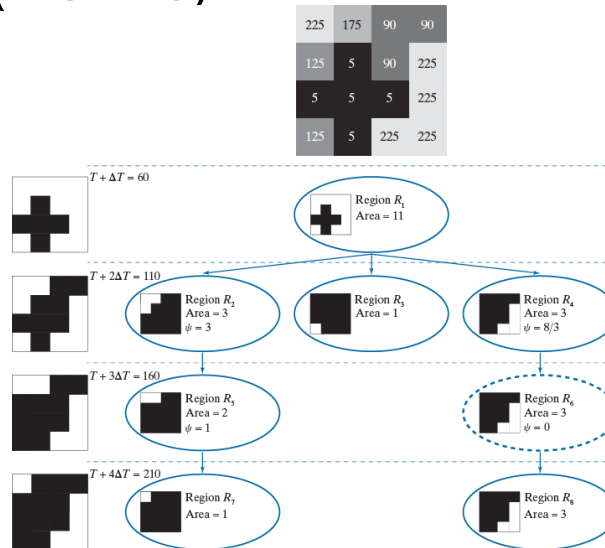 225 175 90 90
125 5 90 225
5 5 5 225
125 5 225 225
T + ΔT = 60
Region R₁
Area = 11
T + 2ΔT = 110
Region R₂
Area = 3
ψ = 3
Region R₃
Area = 1
Region R₄
Area = 3
ψ = 8/3
T + 3ΔT = 160
Region R₅
Area = 2
ψ = 1
Region R₆
Area = 3
ψ = 0
T + 4ΔT = 210
Region R₇
Area = 1
Region R₈
Area = 3